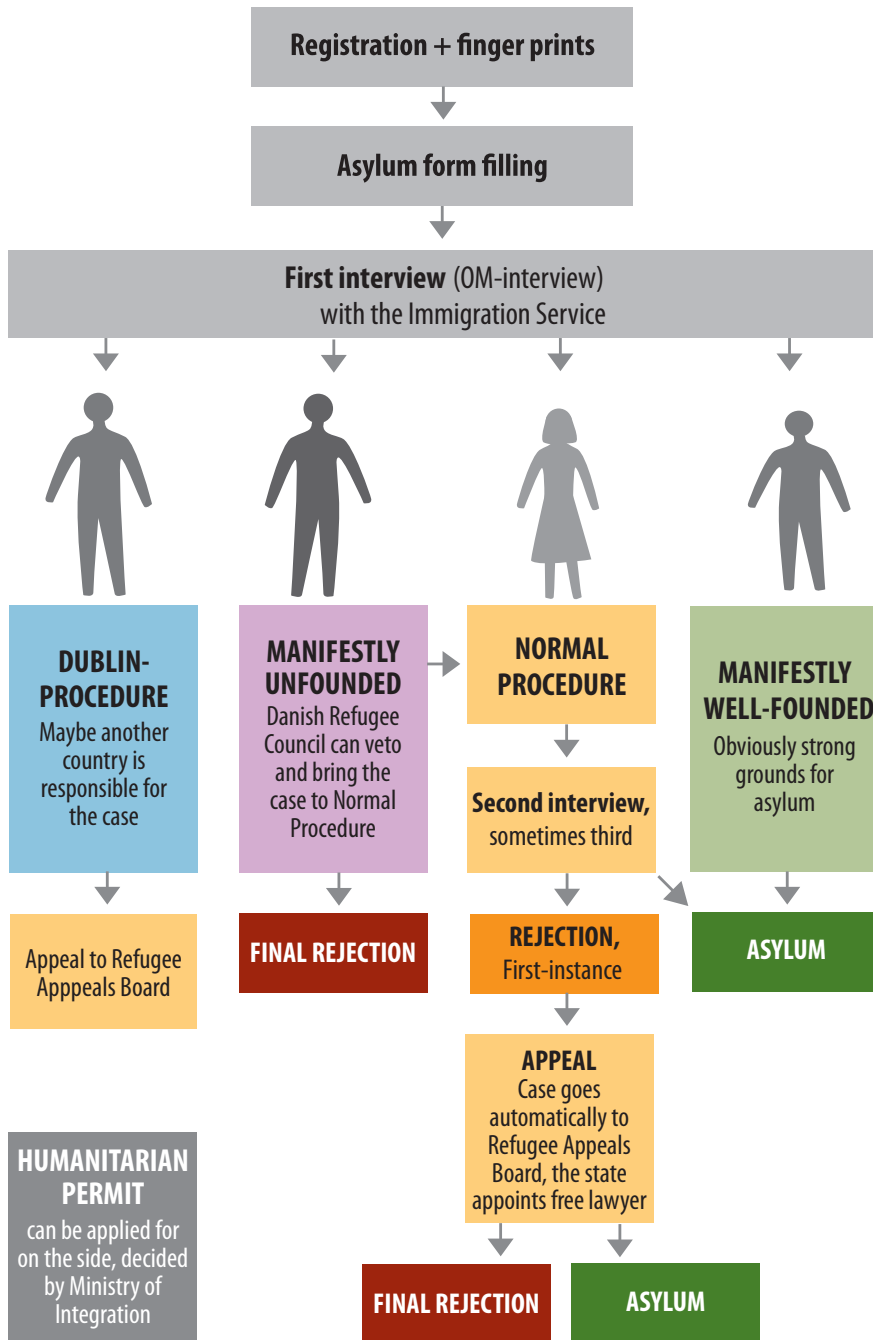 Registration + finger prints
Asylum form filling
First interview (OM-interview)
with the Immigration Service
DUBLIN-
PROCEDURE
Maybe another
country is
responsible for
the case
MANIFESTLY
UNFOUNDED
Danish Refugee
Council can veto
and bring the
case to Normal
Procedure
NORMAL
PROCEDURE
MANIFESTLY
WELL-FOUNDED
Obviously strong
grounds for
asylum
Second interview,
sometimes third
Appeal to Refugee
Apppeals Board
FINAL REJECTION
REJECTION,
First-instance
ASYLUM
APPEAL
Case goes
automatically to
Refugee Appeals
Board, the state
appoints free lawyer
HUMANITARIAN
PERMIT
can be applied for
on the side, decided
by Ministry of
Integration
FINAL REJECTION
ASYLUM